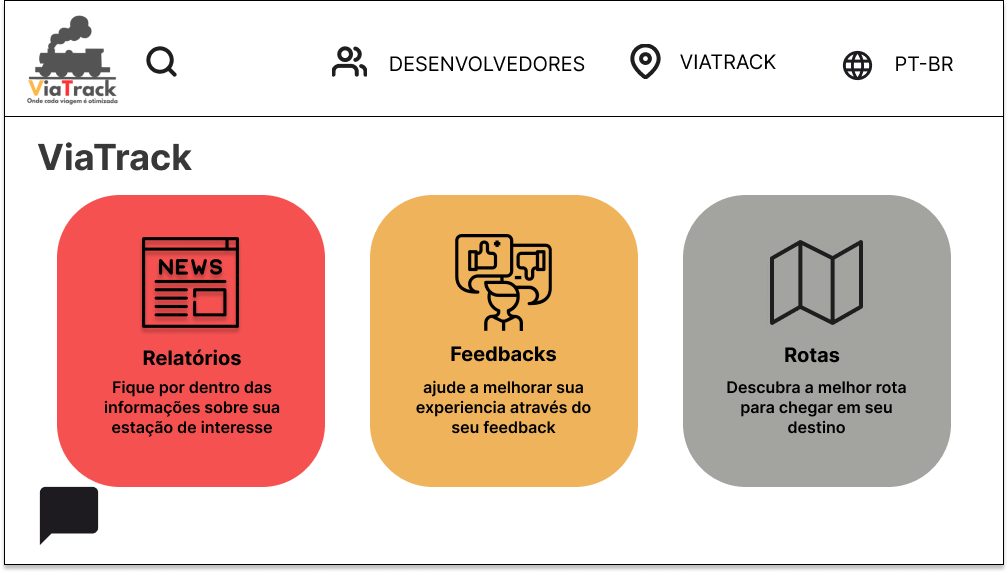 ViaTrack
Onde cada viagem é otimizada
DESENVOLVEDORES
VIATRACK
PT-BR
ViaTrack
NEWS
Relatórios
Fique por dentro das
informações sobre sua
estação de interesse
Feedbacks
ajude a melhorar sua
experiencia através do
seu feedback
Rotas
Descubra a melhor rota
para chegar em seu
destino